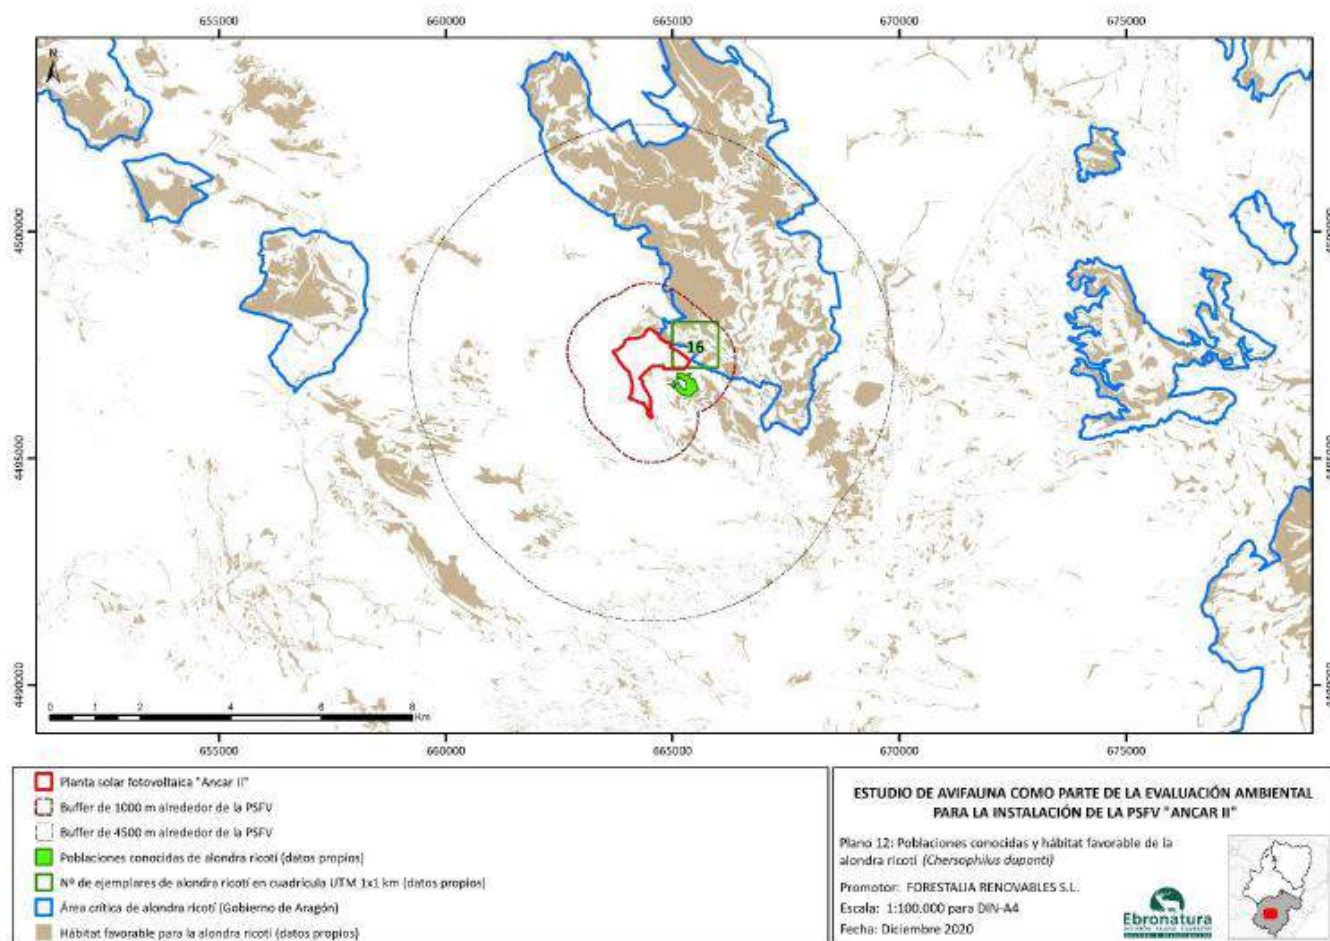 655000 660000 665000 670000 675000
N
4500000 4500000
16
4495000 4495000
4490000 4490000
0 1 2 4 6 8
Km
655000 660000 665000 670000 675000
Planta solar fotovoltaica "Ancar II"
Buffer de 1000 m alrededor de la PSFV
Buffer de 4500 m alrededor de la PSFV
Poblaciones conocidas de alondra ricotí (datos propios)
Nº de ejemplares de alondra ricotí en cuadrícula UTM 1x1 km (datos propios)
Área crítica de alondra ricotí (Gobierno de Aragón)
Hábitat favorable para la alondra ricotí (datos propios)
ESTUDIO DE AVIFAUNA COMO PARTE DE LA EVALUACIÓN AMBIENTAL
PARA LA INSTALACIÓN DE LA PSFV "ANCAR II"
Plano 12: Poblaciones conocidas y hábitat favorable de la
alondra ricotí (Chersophilus duponti)
Promotor: FORESTALIA RENOVABLES S.L.
Escala: 1:100.000 para DIN-A4
Fecha: Diciembre 2020
Ebronatura